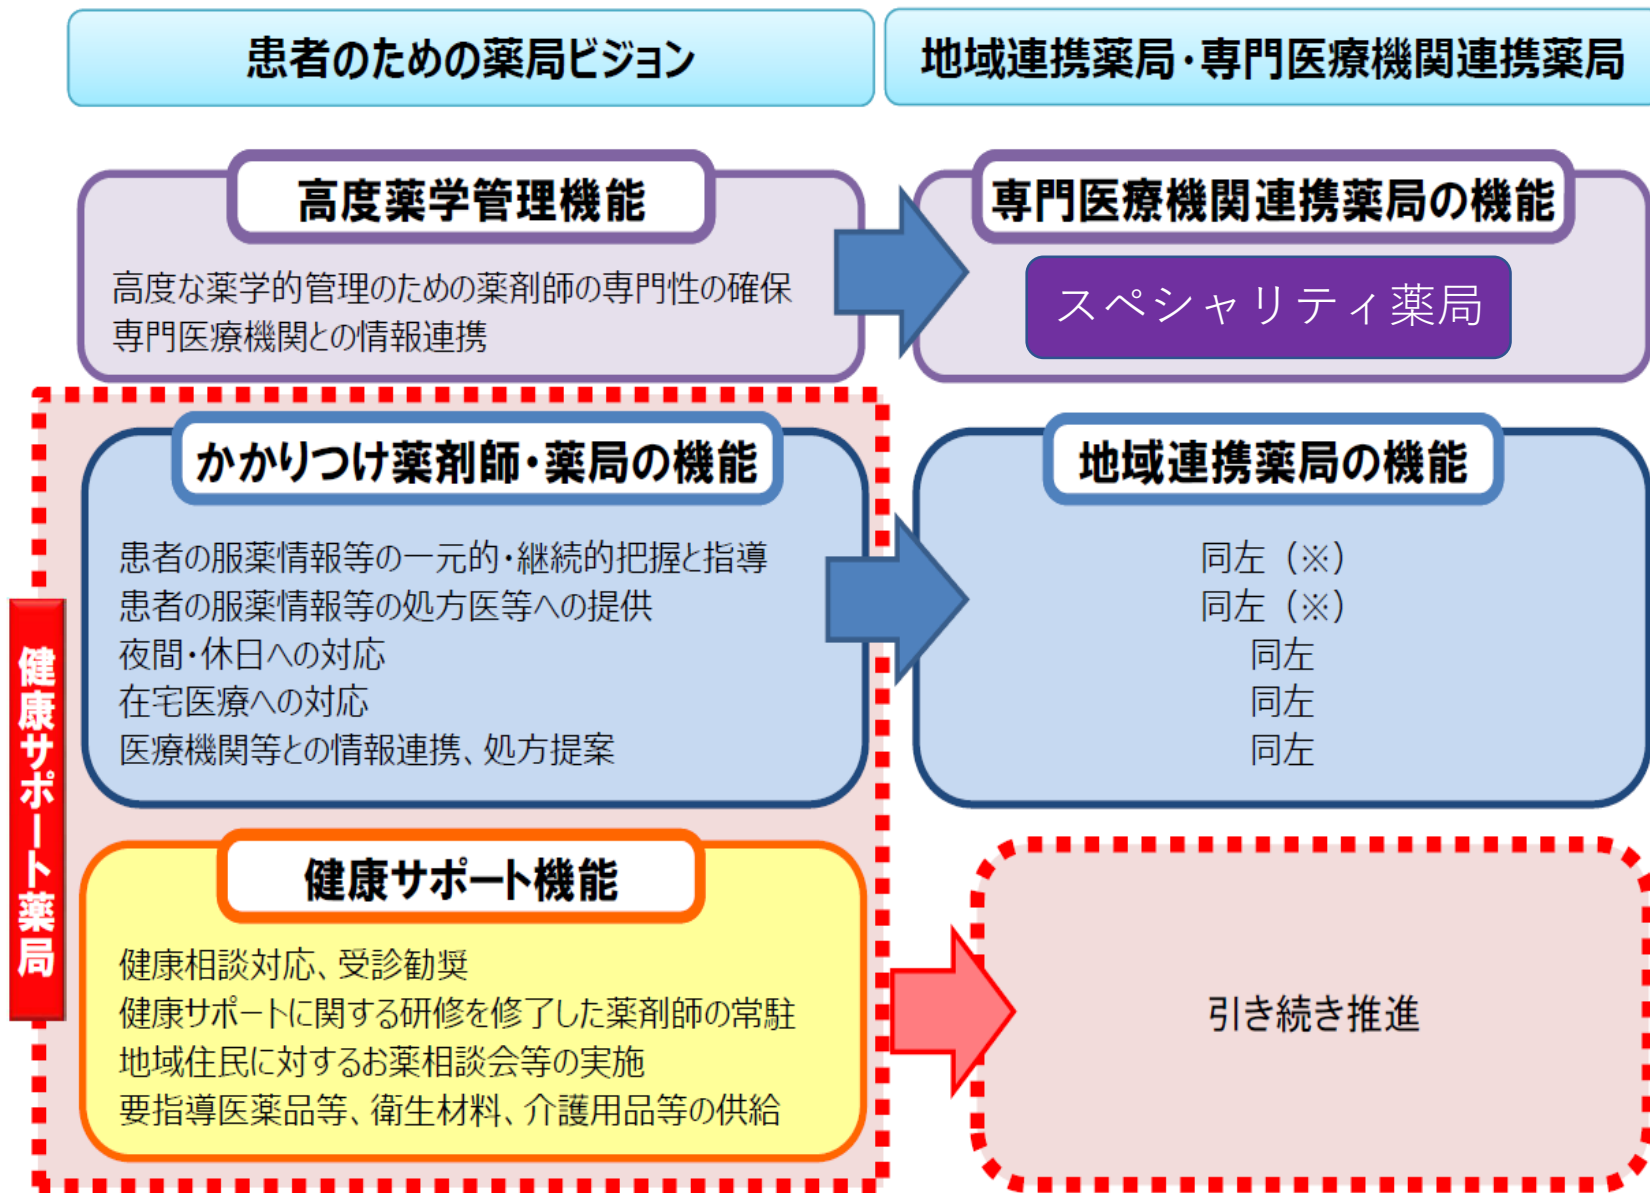 患者のための薬局ビジョン
地域連携薬局・専門医療機関連携薬局
高度薬学管理機能
高度な薬学的管理のための薬剤師の専門性の確保
専門医療機関との情報連携
専門医療機関連携薬局の機能
スペシャリティ薬局
健康サポート薬局
かかりつけ薬剤師・薬局の機能
患者の服薬情報等の一元的・継続的把握と指導
患者の服薬情報等の処方医等への提供
夜間・休日への対応
在宅医療への対応
医療機関等との情報連携、処方提案
地域連携薬局の機能
同左（※）
同左（※）
同左
同左
同左
健康サポート機能
健康相談対応、受診勧奨
健康サポートに関する研修を修了した薬剤師の常駐
地域住民に対するお薬相談会等の実施
要指導医薬品等、衛生材料、介護用品等の供給
引き続き推進